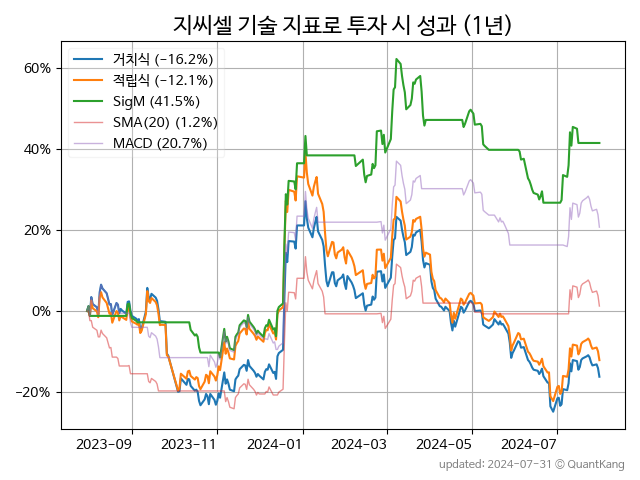 지씨셀 기술 지표로 투자 시 성과 (1년)
거치식 (−16.2%)
적립식 (−12.1%)
SigM (41.5%)
SMA(20) (1.2%)
MACD (20.7%)
60%
40%
20%
0%
−20%
2023-09 2023-11 2024-01 2024-03 2024-05 2024-07
updated: 2024-07-31 © QuantKang